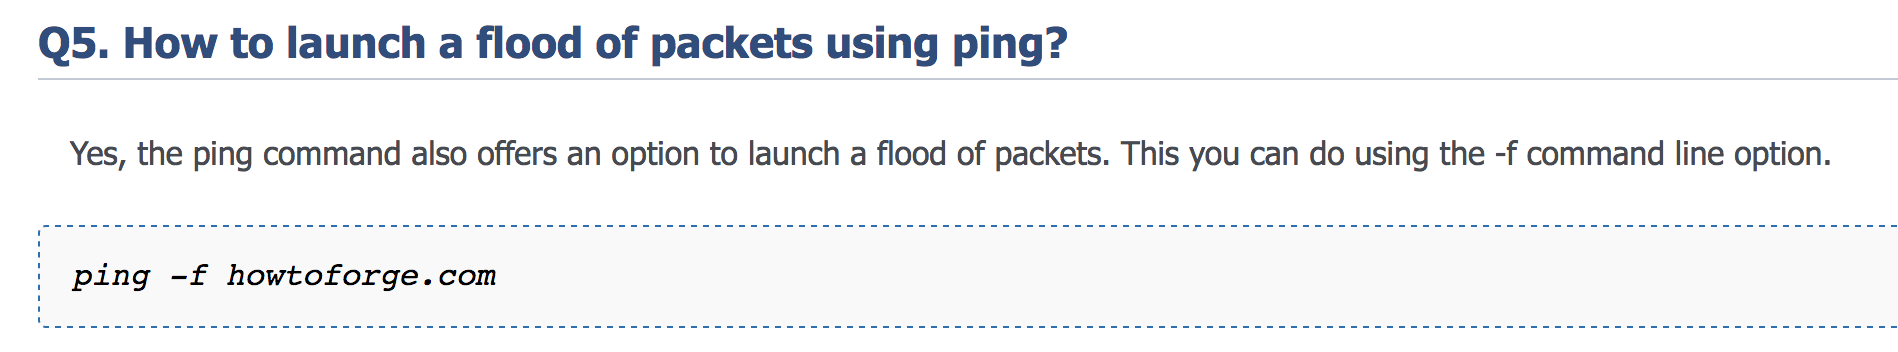 Q5. How to launch a flood of packets using ping?
Yes, the ping command also offers an option to launch a flood of packets. This you can do using the -f command line option.
ping -f howtoforge.com